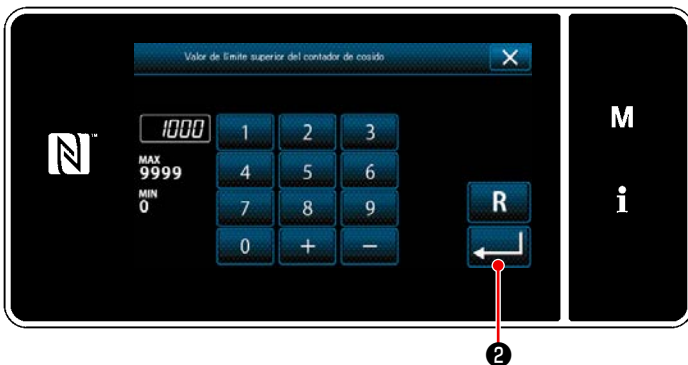 Valor de límite superior del contador de cosido
1000
MAX
9999
MIN
0
1 2 3
4 5 6
7 8 9
0 + −
R
M
i
N™
❷